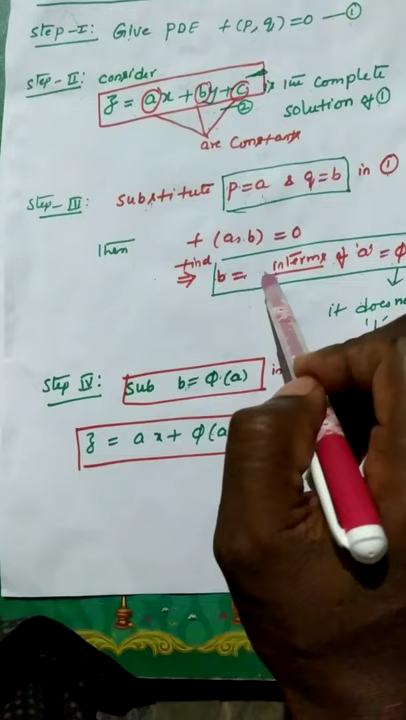 Step-I: Give PDE f(p, q)=0 —①
Step-II: consider
z = ax + by + c —② is the complete
solution of ①
are Constants
Step-III: Substitute p=a & q=b in ①
Then f(a,b) = 0
find
⇒ b = interms of 'a' = φ
↓
it does
Step IV: Sub b= φ(a) in
z = ax + φ(a